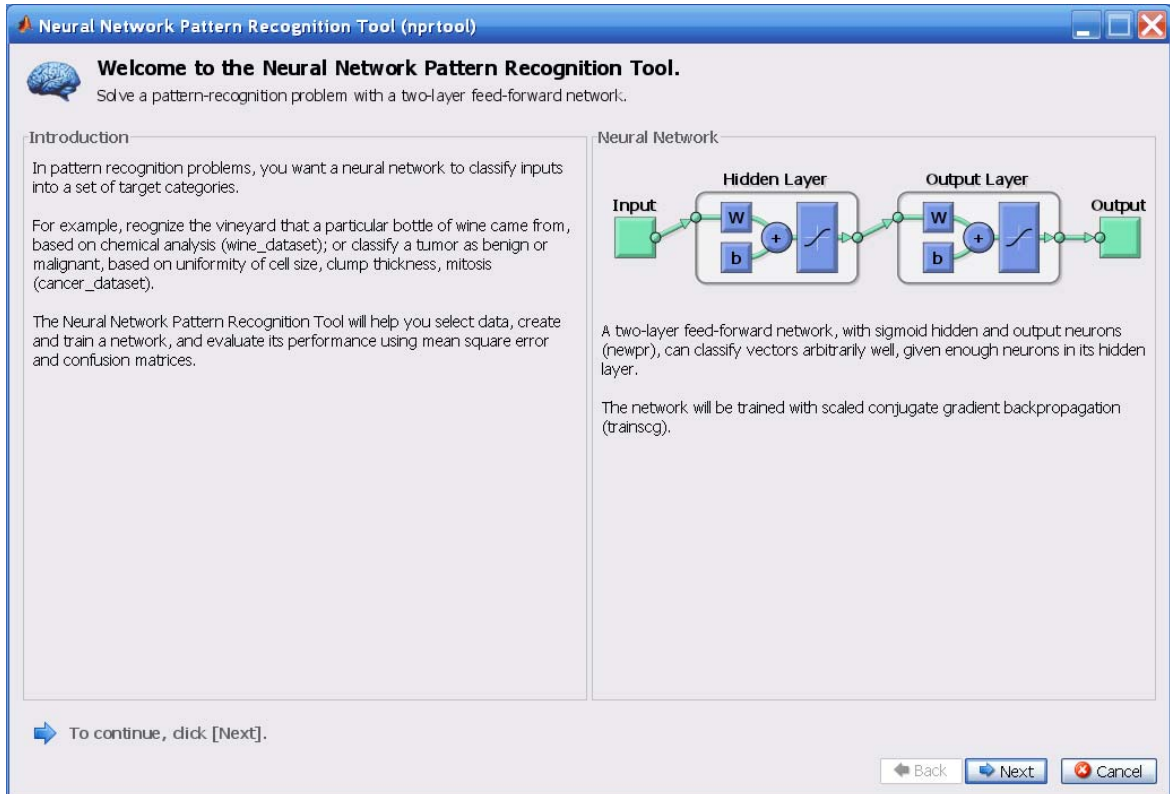 Neural Network Pattern Recognition Tool (nprtool)
Welcome to the Neural Network Pattern Recognition Tool.
Solve a pattern-recognition problem with a two-layer feed-forward network.
Introduction
In pattern recognition problems, you want a neural network to classify inputs
into a set of target categories.
For example, reognize the vineyard that a particular bottle of wine came from,
based on chemical analysis (wine_dataset); or classify a tumor as benign or
malignant, based on uniformity of cell size, clump thickness, mitosis
(cancer_dataset).
The Neural Network Pattern Recognition Tool will help you select data, create
and train a network, and evaluate its performance using mean square error
and confusion matrices.
Neural Network
Hidden Layer
Output Layer
Input
Output
W
b
+
W
b
+
A two-layer feed-forward network, with sigmoid hidden and output neurons
(newpr), can classify vectors arbitrarily well, given enough neurons in its hidden
layer.
The network will be trained with scaled conjugate gradient backpropagation
(trainscg).
To continue, click [Next].
Back
Next
Cancel